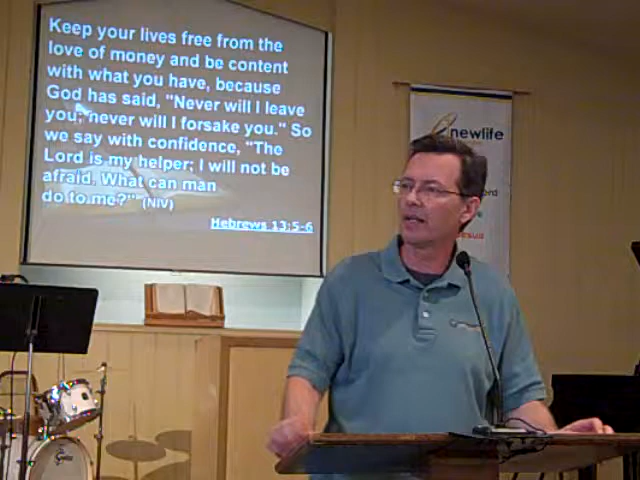 Keep your lives free from the
love of money and be content
with what you have, because
God has said, "Never will I leave
you; never will I forsake you." So
we say with confidence, "The
Lord is my helper; I will not be
afraid. What can man
do to me?" (NIV)
Hebrews 13:5-6
newlife